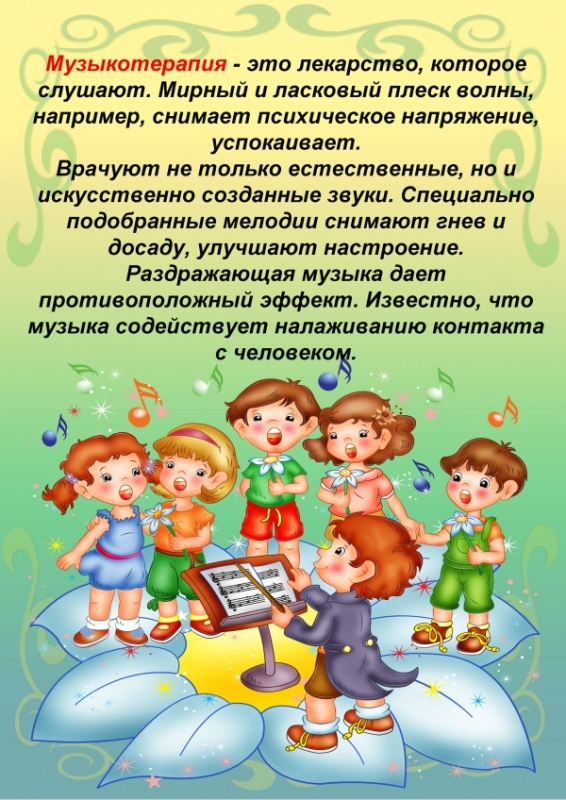 Музыкотерапия - это лекарство, которое
слушают. Мирный и ласковый плеск волны,
например, снимает психическое напряжение,
успокаивает.
Врачуют не только естественные, но и
искусственно созданные звуки. Специально
подобранные мелодии снимают гнев и
досаду, улучшают настроение.
Раздражающая музыка дает
противоположный эффект. Известно, что
музыка содействует налаживанию контакта
с человеком.